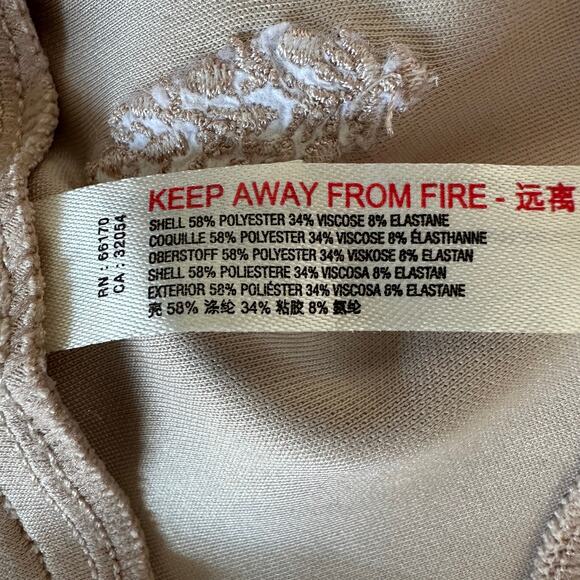 RN : 66170
CA : 32054
KEEP AWAY FROM FIRE - 远离
SHELL 58% POLYESTER 34% VISCOSE 8% ELASTANE
COQUILLE 58% POLYESTER 34% VISCOSE 8% ÉLASTHANNE
OBERSTOFF 58% POLYESTER 34% VISKOSE 8% ELASTAN
SHELL 58% POLIESTERE 34% VISCOSA 8% ELASTAN
EXTERIOR 58% POLIÉSTER 34% VISCOSA 8% ELASTANE
壳 58% 涤纶 34% 粘胶 8% 氨纶